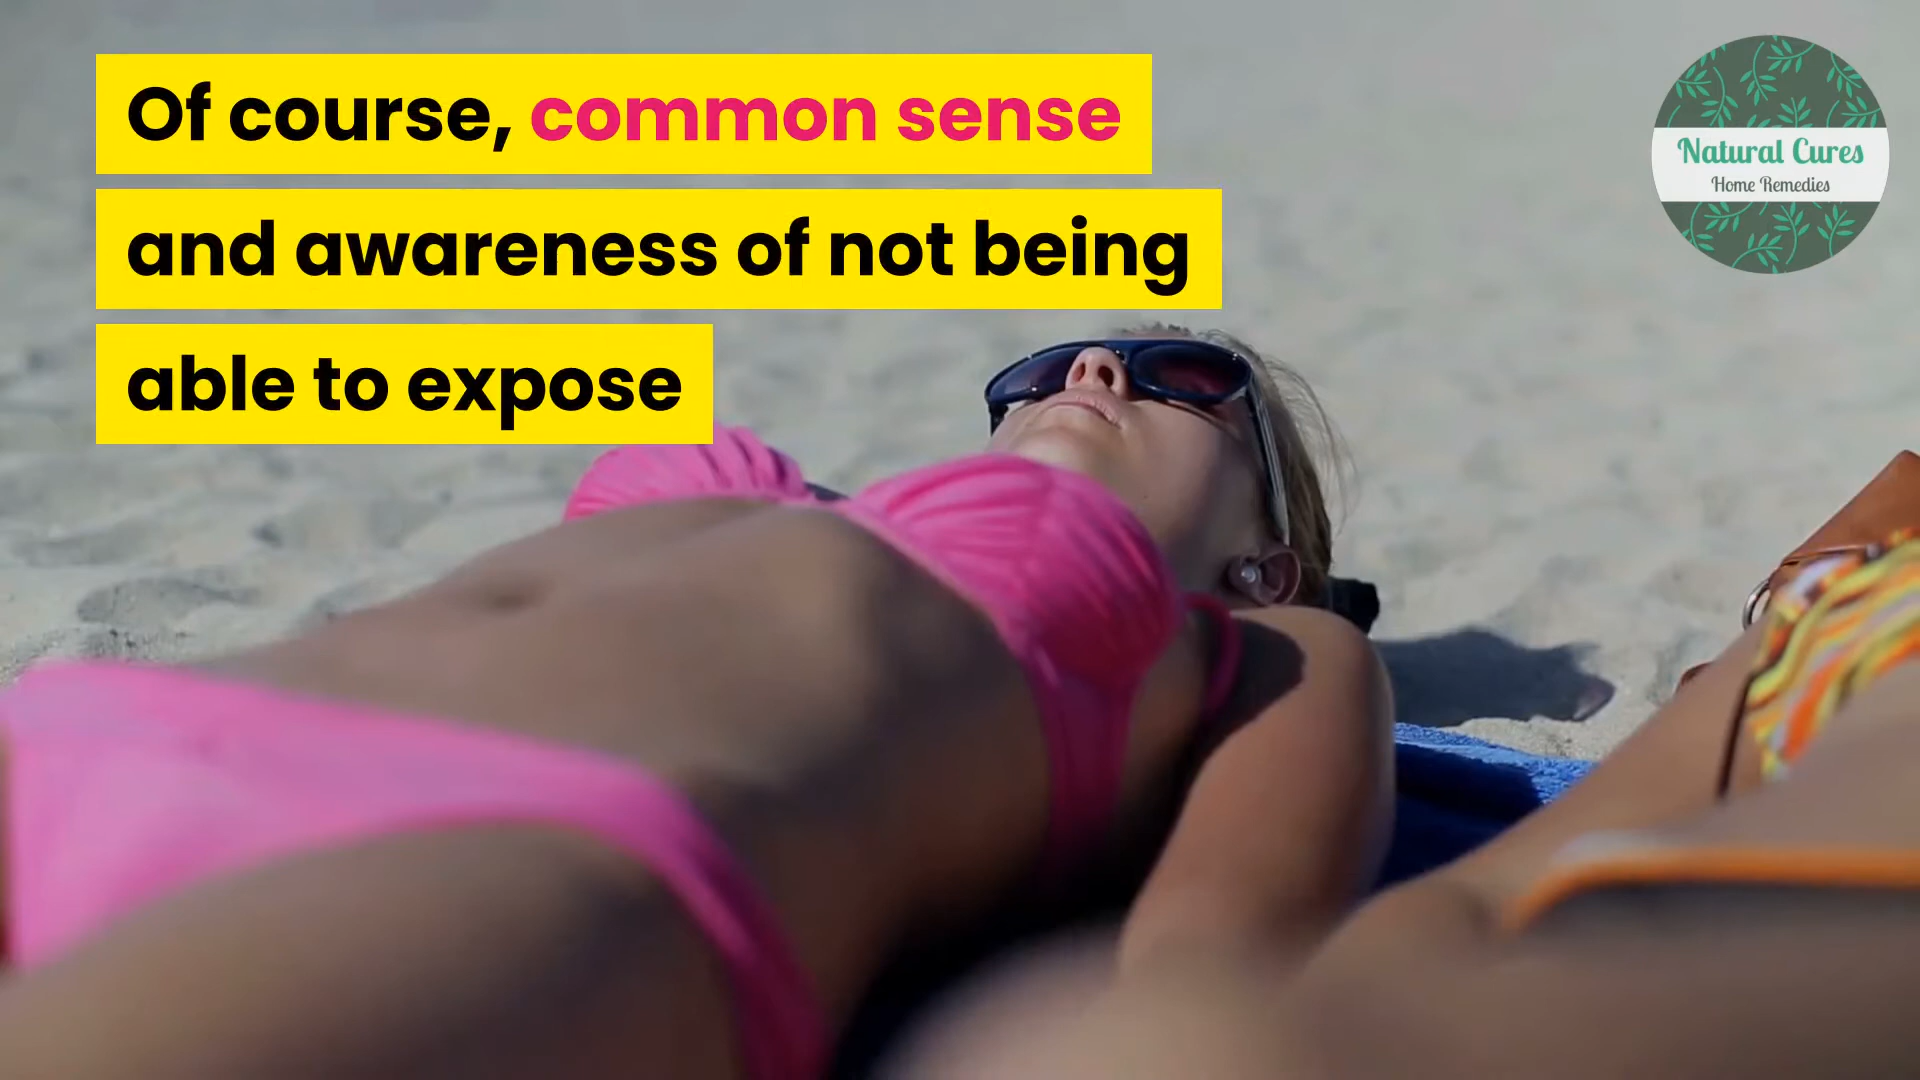 Of course, common sense
and awareness of not being
able to expose
Natural Cures
Home Remedies